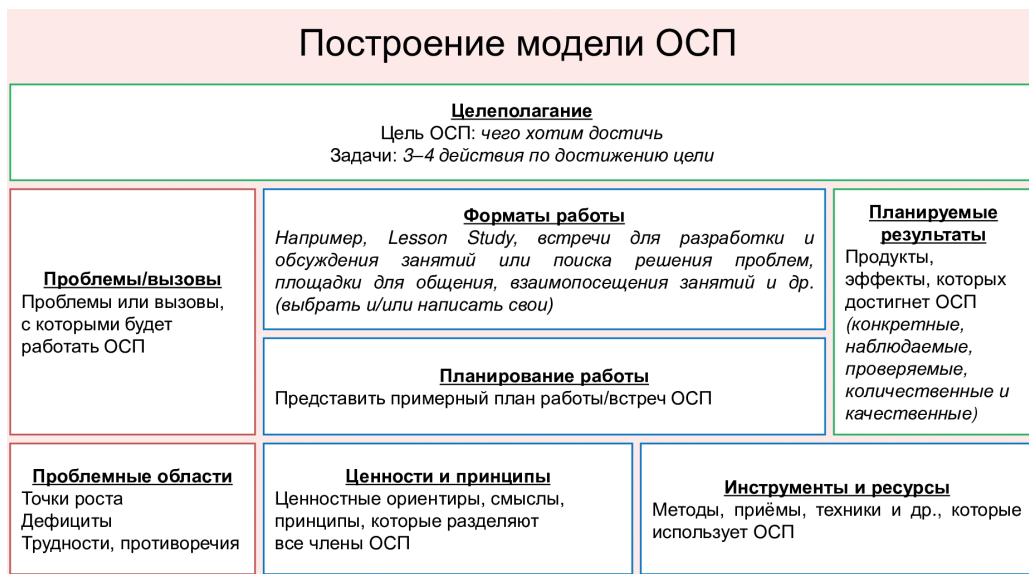 Построение модели ОСП
Целеполагание
Цель ОСП: чего хотим достичь
Задачи: 3–4 действия по достижению цели
Проблемы/вызовы
Проблемы или вызовы,
с которыми будет
работать ОСП
Форматы работы
Например, Lesson Study, встречи для разработки и
обсуждения занятий или поиска решения проблем,
площадки для общения, взаимопосещения занятий и др.
(выбрать и/или написать свои)
Планирование работы
Представить примерный план работы/встреч ОСП
Планируемые
результаты
Продукты,
эффекты, которых
достигнет ОСП
(конкретные,
наблюдаемые,
проверяемые,
количественные и
качественные)
Проблемные области
Точки роста
Дефициты
Трудности, противоречия
Ценности и принципы
Ценностные ориентиры, смыслы,
принципы, которые разделяют
все члены ОСП
Инструменты и ресурсы
Методы, приёмы, техники и др., которые
использует ОСП